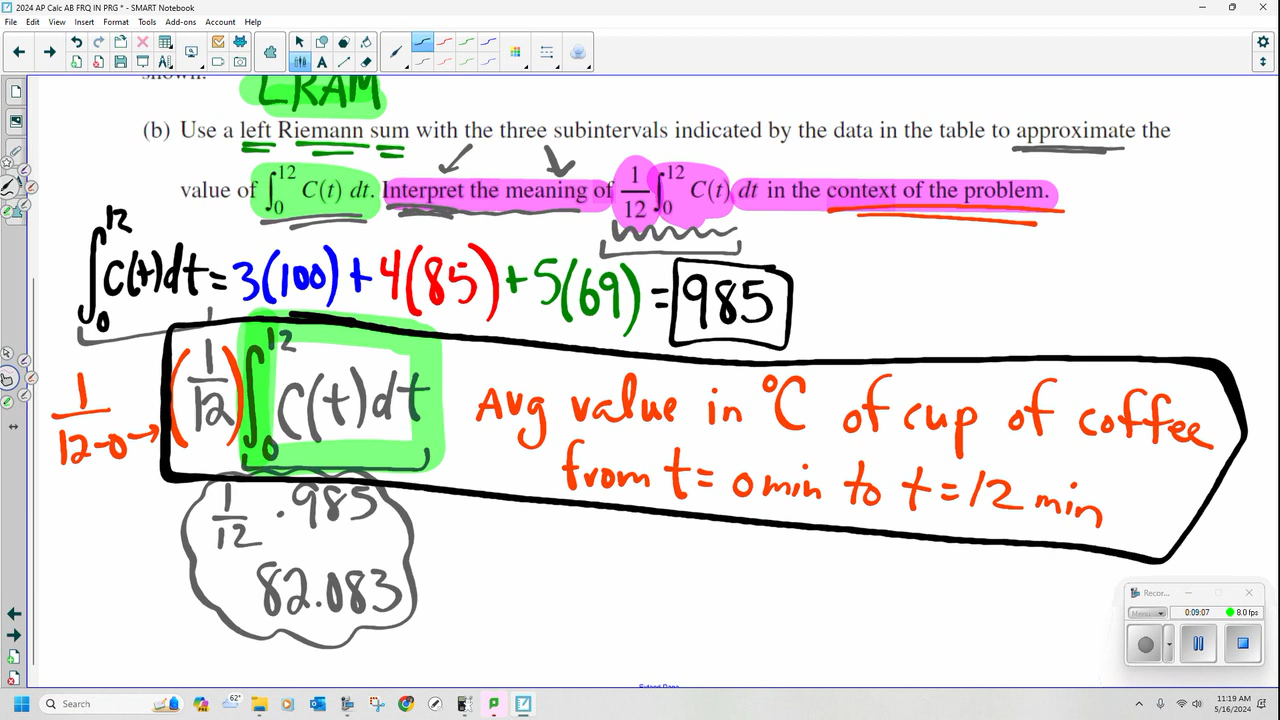 2024 AP Calc AB FRQ IN PRG * - SMART Notebook
File Edit View Insert Format Tools Add-ons Account Help
shown.
LRAM
(b) Use a left Riemann sum with the three subintervals indicated by the data in the table to approximate the
value of ∫₀¹² C(t) dt. Interpret the meaning of 1/12 ∫₀¹² C(t) dt in the context of the problem.
∫₀¹² C(t)dt = 3(100) + 4(85) + 5(69) = 985
1/(12-0) → (1/12) ∫₀¹² C(t)dt Avg value in °C of cup of coffee
from t = 0 min to t = 12 min
1/12 . 985
82.083
Recor...
Menu
0:09:07 8.0 fps
Extend Page
Search
62°
11:19 AM
5/16/2024